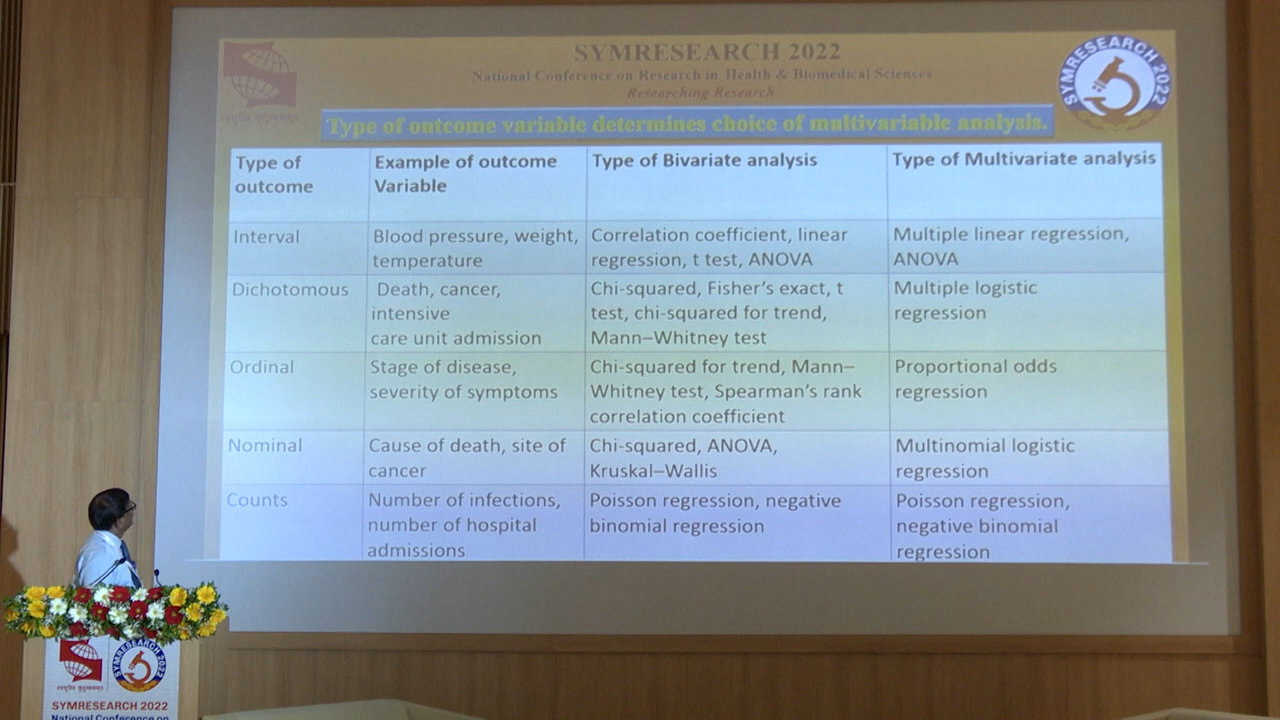 SYMRESEARCH 2022
National Conference on Research in Health & Biomedical Sciences
Researching Research
SYMRESEARCH 2022
Type of outcome variable determines choice of multivariable analysis.
Type of
outcome
Example of outcome
Variable
Type of Bivariate analysis
Type of Multivariate analysis
Interval
Blood pressure, weight,
temperature
Correlation coefficient, linear
regression, t test, ANOVA
Multiple linear regression,
ANOVA
Dichotomous
Death, cancer,
intensive
care unit admission
Chi-squared, Fisher’s exact, t
test, chi-squared for trend,
Mann–Whitney test
Multiple logistic
regression
Ordinal
Stage of disease,
severity of symptoms
Chi-squared for trend, Mann–
Whitney test, Spearman’s rank
correlation coefficient
Proportional odds
regression
Nominal
Cause of death, site of
cancer
Chi-squared, ANOVA,
Kruskal–Wallis
Multinomial logistic
regression
Counts
Number of infections,
number of hospital
admissions
Poisson regression, negative
binomial regression
Poisson regression,
negative binomial
regression
SYMRESEARCH 2022
SYMRESEARCH 2022
National Conference on